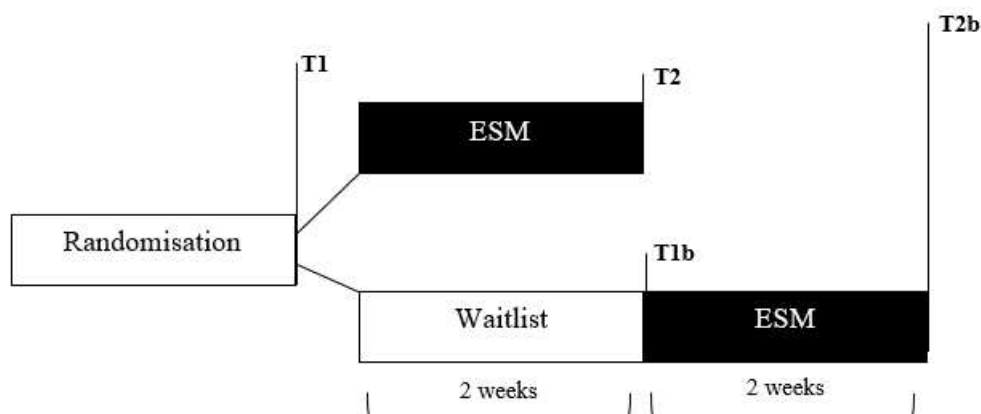 T2b
T1
T2
ESM
Randomisation
T1b
Waitlist
ESM
2 weeks
2 weeks